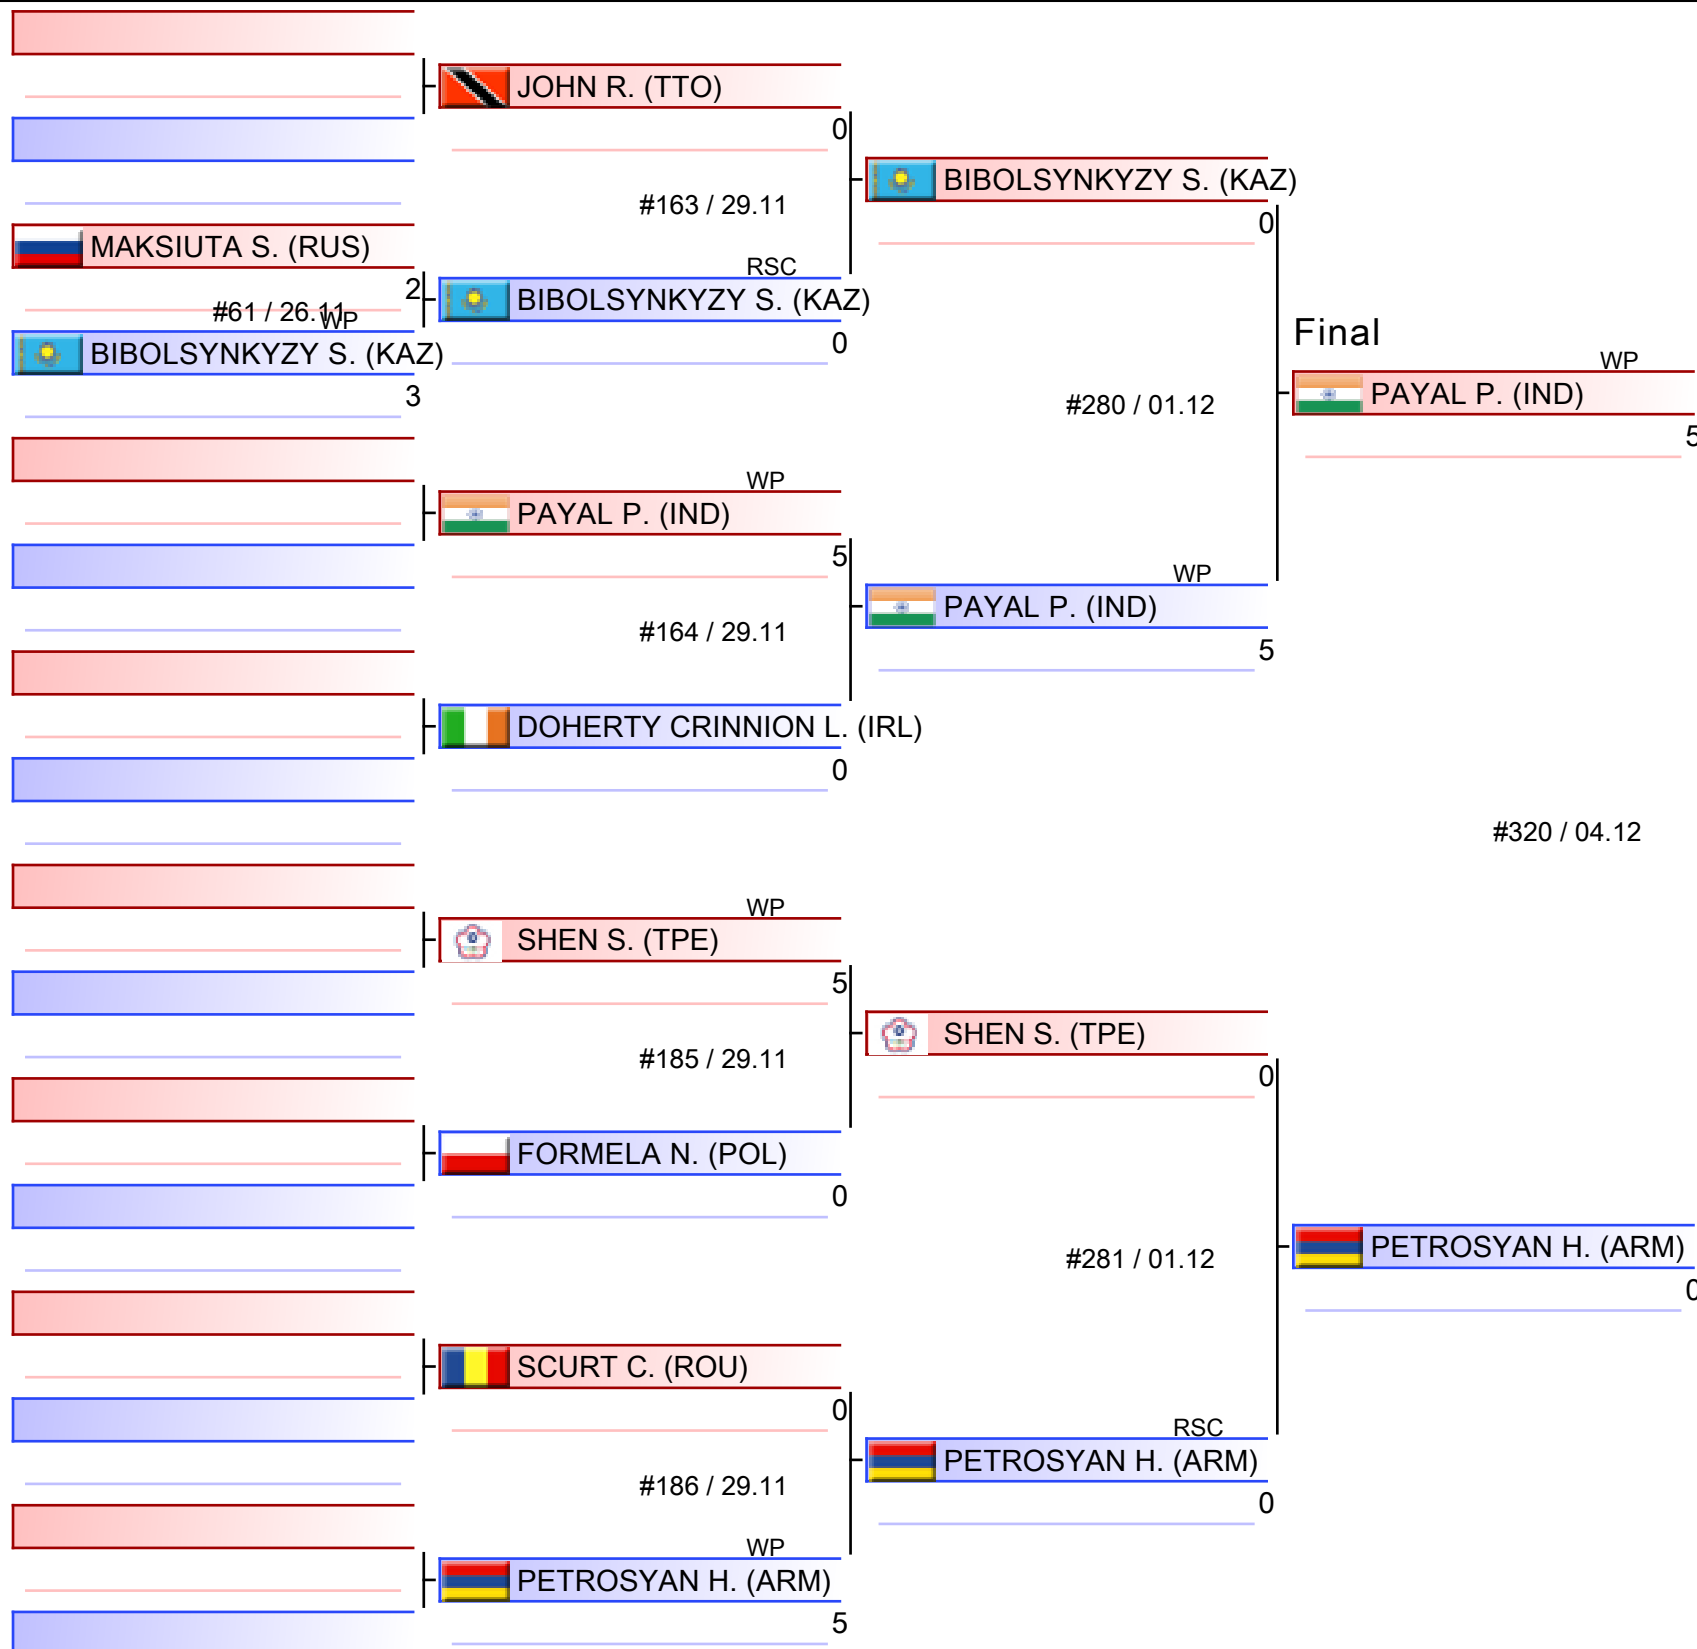 MAKSIUTA S. (RUS)
2
#61 / 26.11
WP
BIBOLSYNKYZY S. (KAZ)
3
JOHN R. (TTO)
0
#163 / 29.11
RSC
BIBOLSYNKYZY S. (KAZ)
0
WP
PAYAL P. (IND)
5
#164 / 29.11
DOHERTY CRINNION L. (IRL)
0
WP
SHEN S. (TPE)
5
#185 / 29.11
FORMELA N. (POL)
0
SCURT C. (ROU)
0
#186 / 29.11
WP
PETROSYAN H. (ARM)
5
BIBOLSYNKYZY S. (KAZ)
0
#280 / 01.12
WP
PAYAL P. (IND)
5
SHEN S. (TPE)
0
#281 / 01.12
RSC
PETROSYAN H. (ARM)
0
Final
WP
PAYAL P. (IND)
5
#320 / 04.12
PETROSYAN H. (ARM)
0